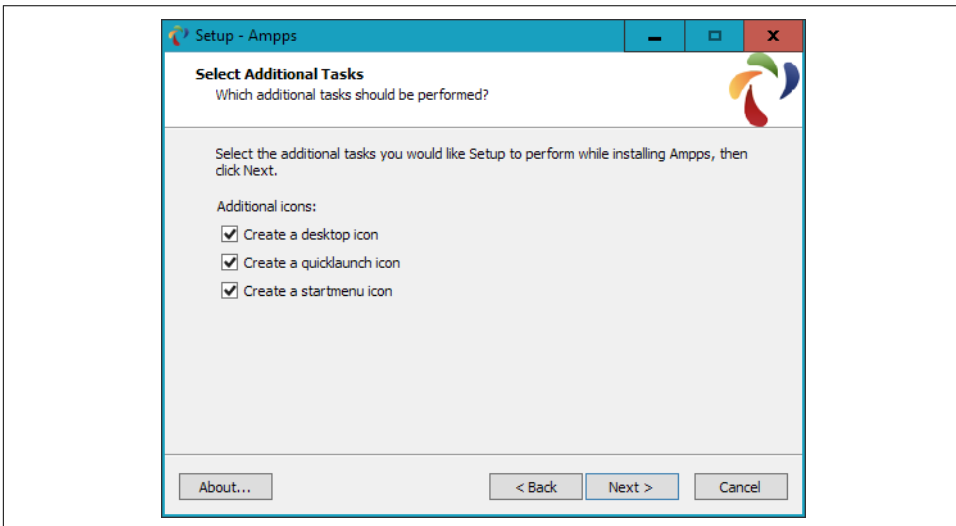 Setup - Ampps
Select Additional Tasks
Which additional tasks should be performed?
Select the additional tasks you would like Setup to perform while installing Ampps, then
click Next.
Additional icons:
Create a desktop icon
Create a quicklaunch icon
Create a startmenu icon
About...
< Back
Next >
Cancel